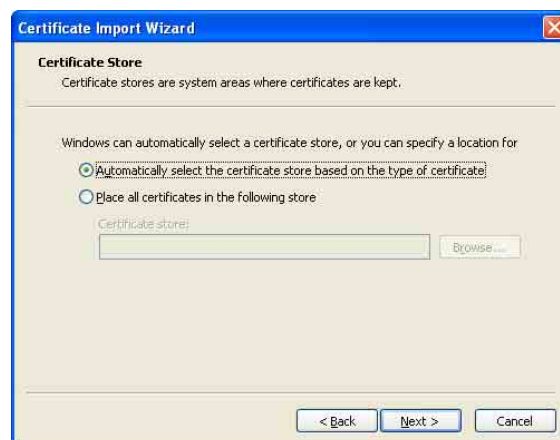 Certificate Import Wizard
Certificate Store
Certificate stores are system areas where certificates are kept.
Windows can automatically select a certificate store, or you can specify a location for
Automatically select the certificate store based on the type of certificate
Place all certificates in the following store
Certificate store:
Browse...
< Back
Next >
Cancel